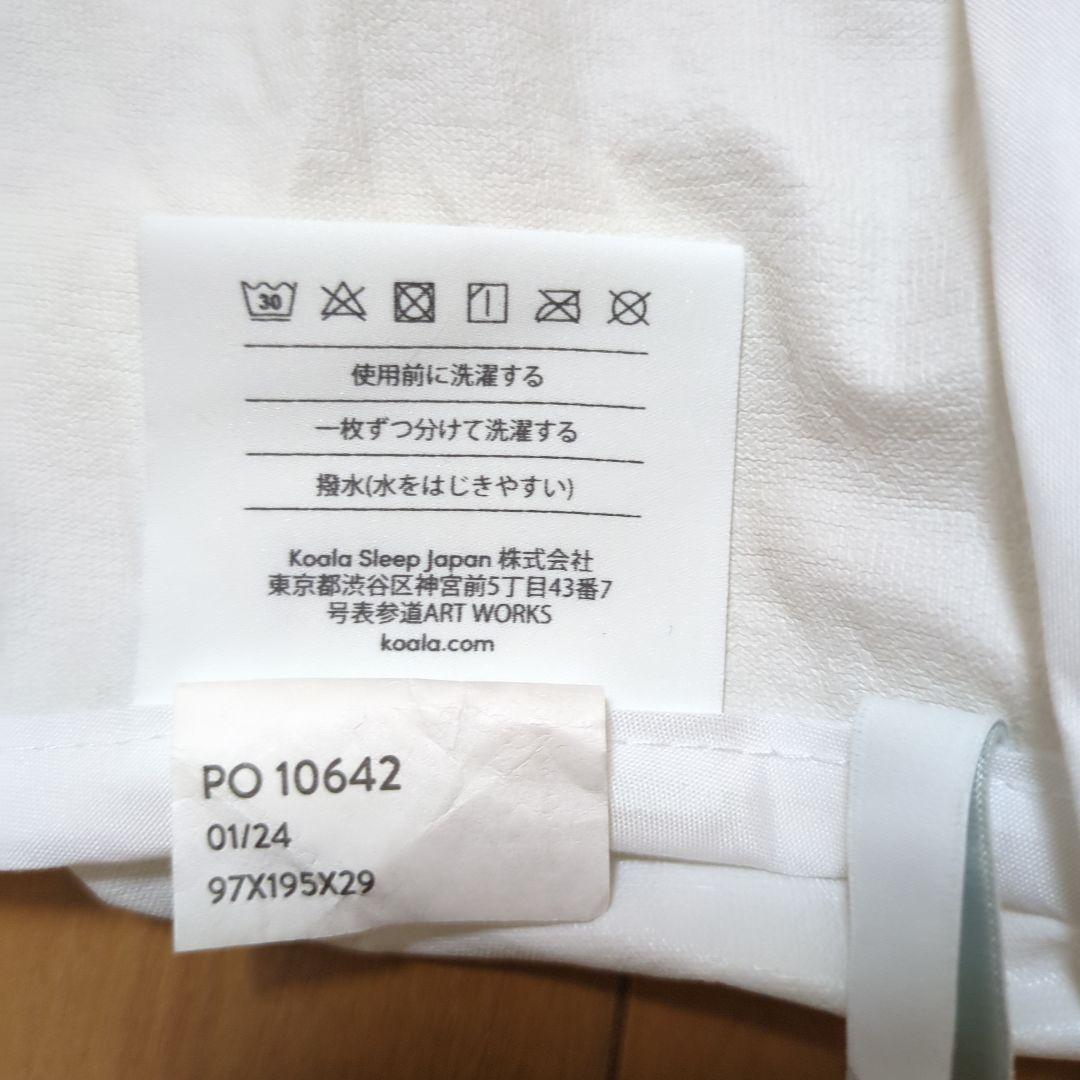 30
使用前に洗濯する
一枚ずつ分けて洗濯する
撥水(水をはじきやすい)
Koala Sleep Japan 株式会社
東京都渋谷区神宮前5丁目43番7
号表参道ART WORKS
koala.com
PO 10642
01/24
97X195X29